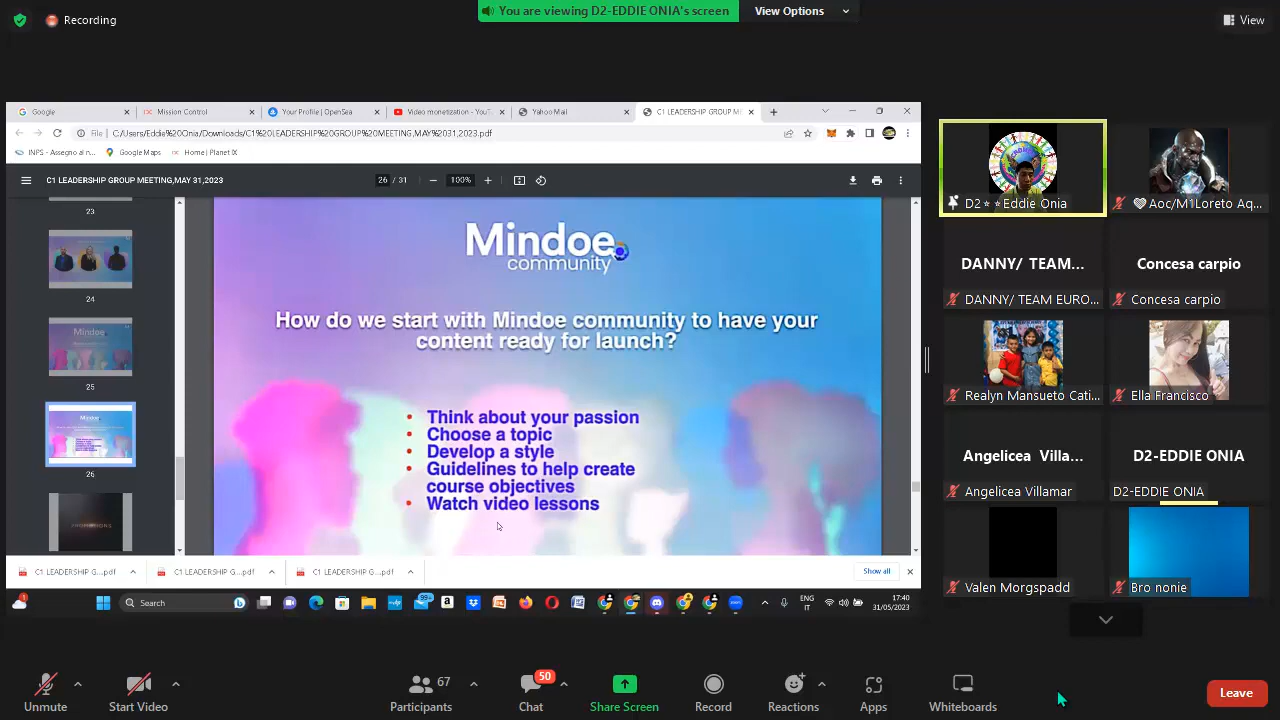 Recording
You are viewing D2-EDDIE ONIA's screen
View Options
View
Google
Mission Control
Your Profile | OpenSea
Video monetization - YouT...
Yahoo Mail
C1 LEADERSHIP GROUP M
File | C:/Users/Eddie%20Onia/Downloads/C1%20LEADERSHIP%20GROUP%20MEETING,MAY%2031,2023.pdf
INPS - Assegno al n...
Google Maps
Home | Planet IX
C1 LEADERSHIP GROUP MEETING,MAY 31,2023
26 / 31
100%
23
24
25
26
Mindoe
community
How do we start with Mindoe community to have your
content ready for launch?
• Think about your passion
• Choose a topic
• Develop a style
• Guidelines to help create
course objectives
• Watch video lessons
C1 LEADERSHIP G....pdf
C1 LEADERSHIP G....pdf
C1 LEADERSHIP G....pdf
Show all
Search
99+
ENG
IT
17:40
31/05/2023
D2⭐⭐Eddie Onia
Aoc/M1Loreto Aq...
DANNY/ TEAM...
DANNY/ TEAM EURO...
Concesa carpio
Concesa carpio
Realyn Mansueto Cati...
Ella Francisco
Angelicea Villa...
Angelicea Villamar
D2-EDDIE ONIA
D2-EDDIE ONIA
Valen Morgspadd
Bro nonie
Unmute
Start Video
67
Participants
50
Chat
Share Screen
Record
Reactions
Apps
Whiteboards
Leave